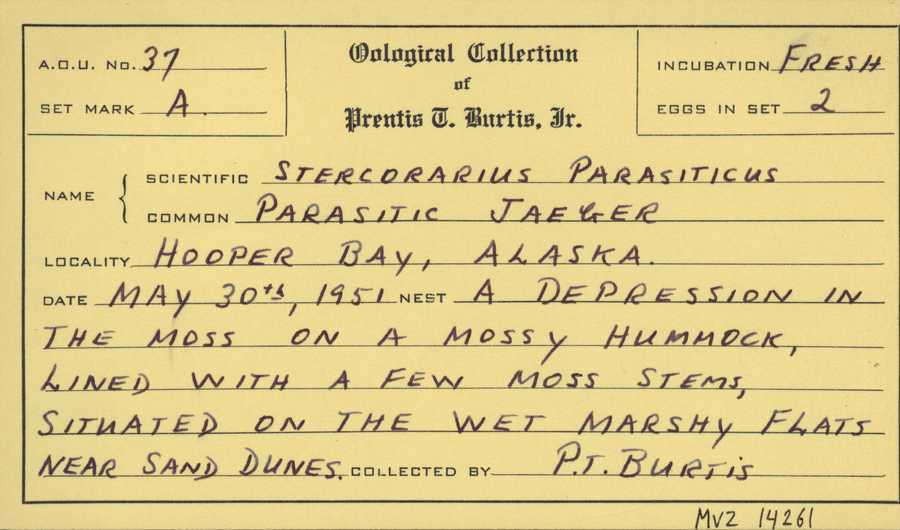 A.O.U. No. 37
SET MARK A.
Oological Collection
of
Prentis T. Burtis, Jr.
INCUBATION FRESH
EGGS IN SET 2
NAME { SCIENTIFIC STERCORARIUS PARASITICUS
COMMON PARASITIC JAEGER
LOCALITY HOOPER BAY, ALASKA.
DATE MAY 30th, 1951 NEST A DEPRESSION IN
THE MOSS ON A MOSSY HUMMOCK,
LINED WITH A FEW MOSS STEMS,
SITUATED ON THE WET MARSHY FLATS
NEAR SAND DUNES. COLLECTED BY P.T. BURTIS
MVZ 14261